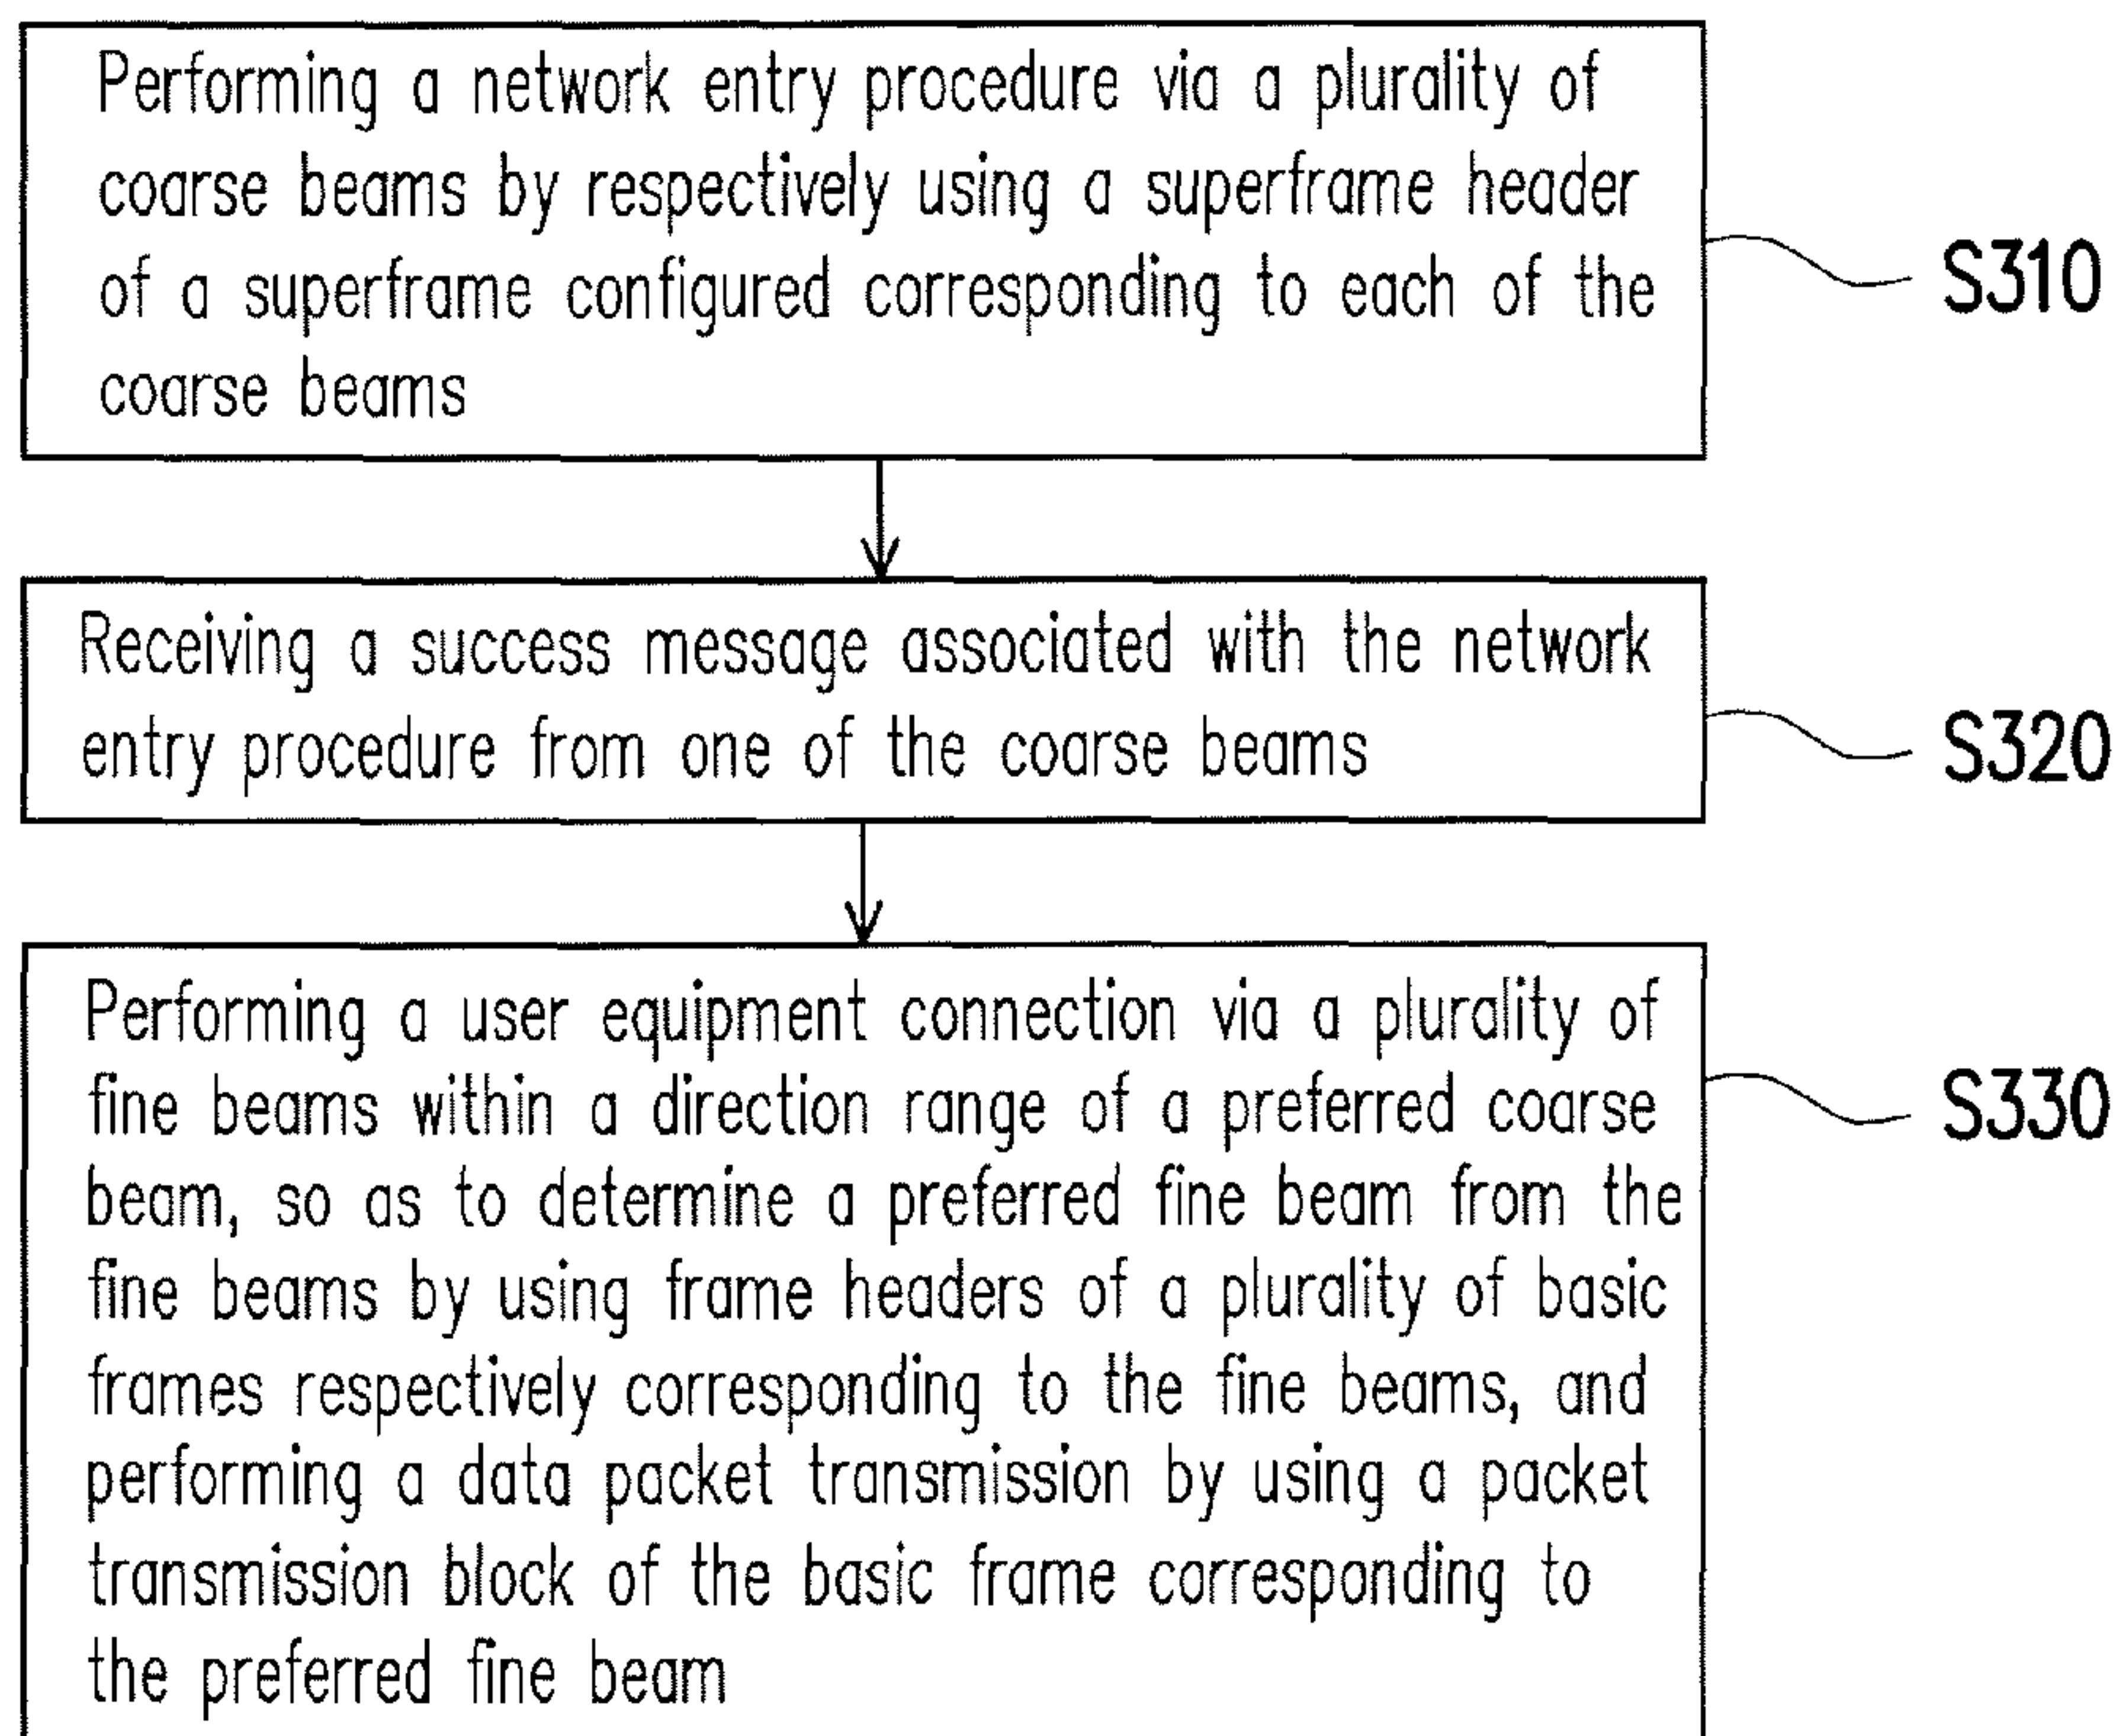 Performing a network entry procedure via a plurality of
coarse beams by respectively using a superframe header
of a superframe configured corresponding to each of the
coarse beams
S310
Receiving a success message associated with the network
entry procedure from one of the coarse beams
S320
Performing a user equipment connection via a plurality of
fine beams within a direction range of a preferred coarse
beam, so as to determine a preferred fine beam from the
fine beams by using frame headers of a plurality of basic
frames respectively corresponding to the fine beams, and
performing a data packet transmission by using a packet
transmission block of the basic frame corresponding to
the preferred fine beam
S330